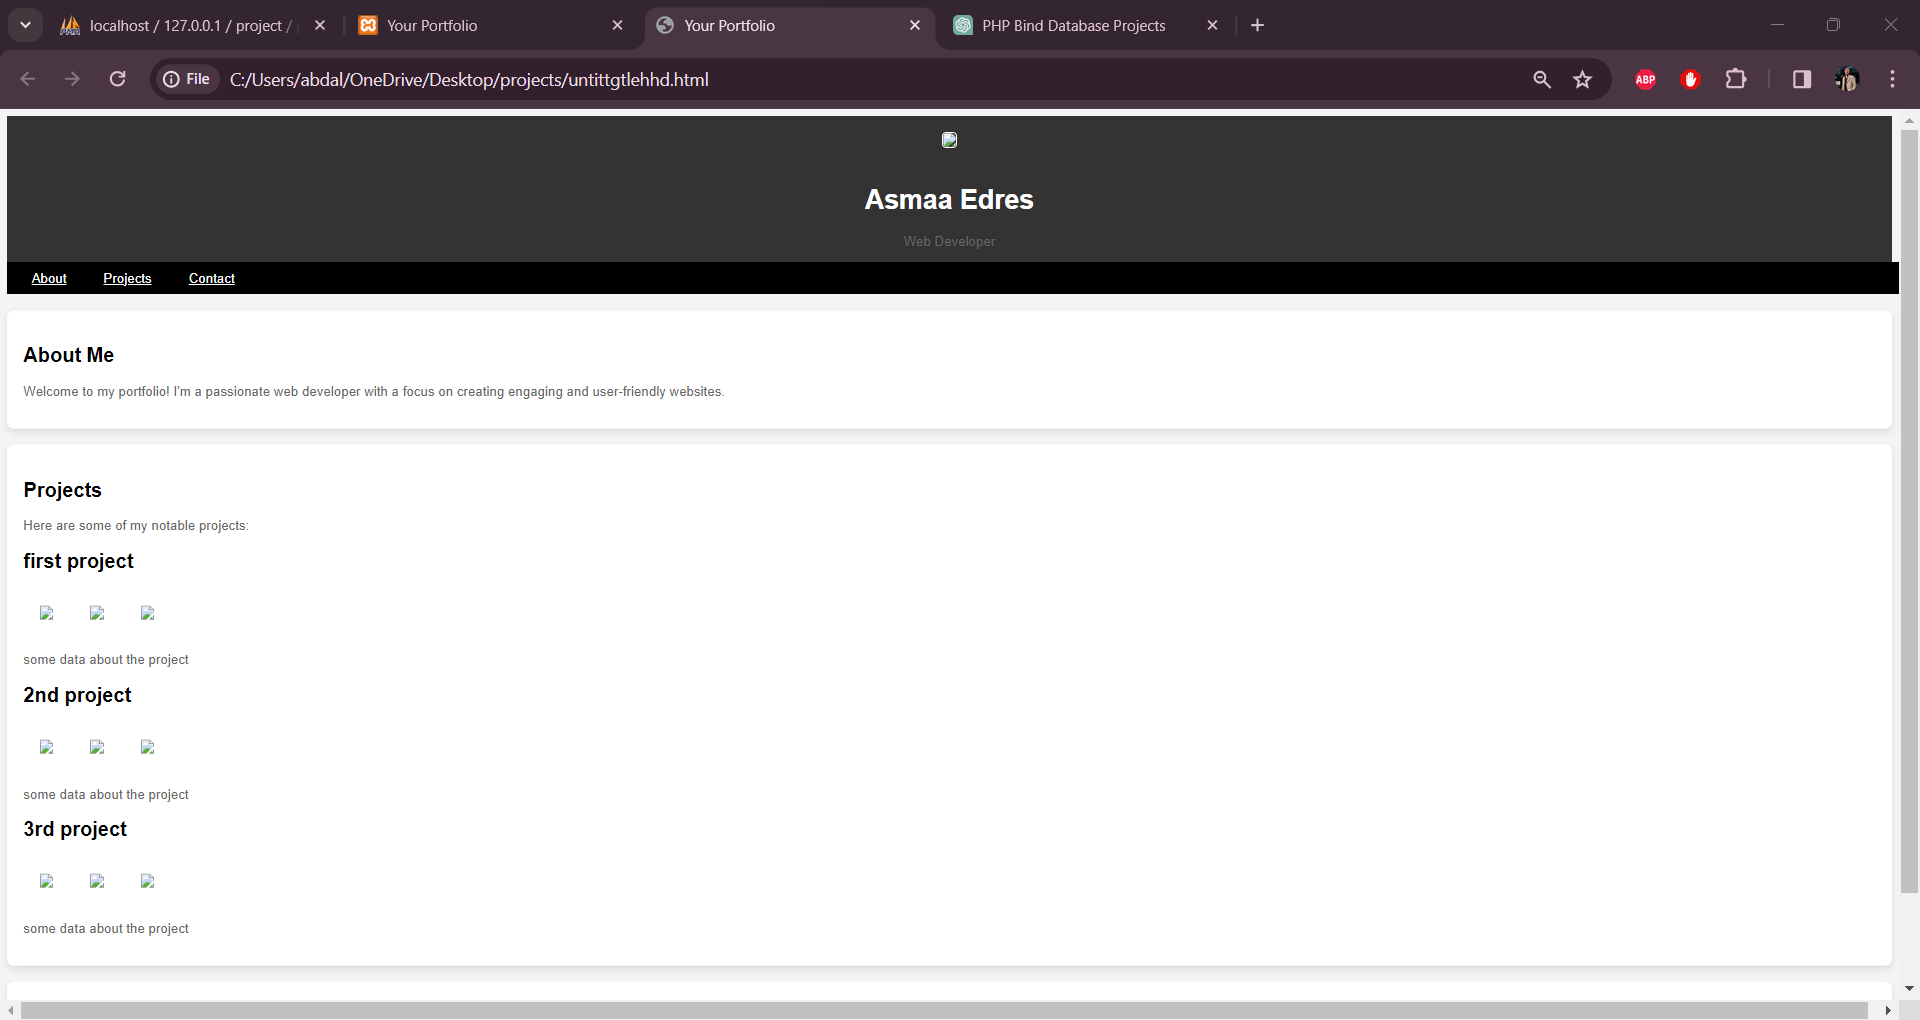 localhost / 127.0.0.1 / project /
Your Portfolio
Your Portfolio
PHP Bind Database Projects
File
C:/Users/abdal/OneDrive/Desktop/projects/untittgtlehhd.html
ABP
Asmaa Edres
Web Developer
About
Projects
Contact
About Me
Welcome to my portfolio! I'm a passionate web developer with a focus on creating engaging and user-friendly websites.
Projects
Here are some of my notable projects:
first project
some data about the project
2nd project
some data about the project
3rd project
some data about the project